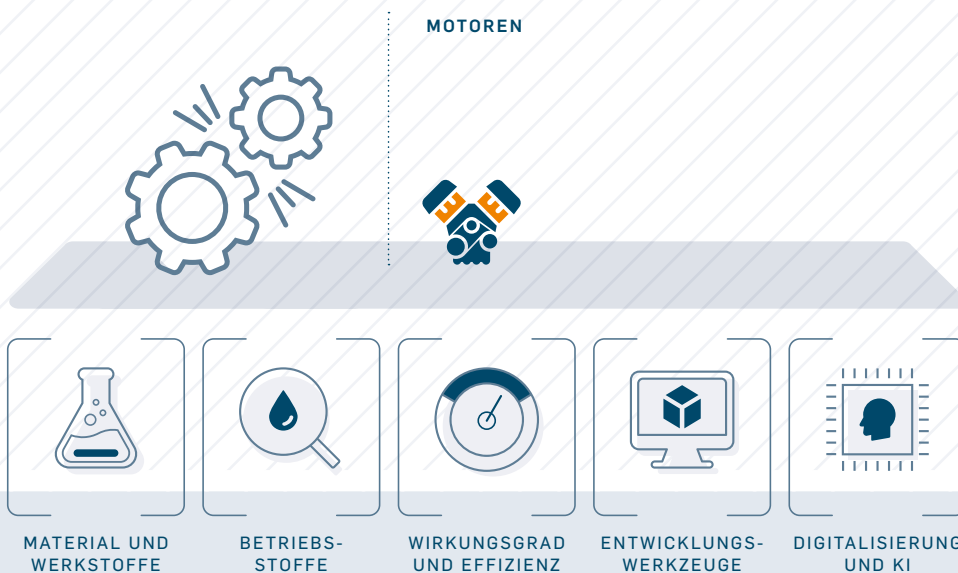 MOTOREN
MATERIAL UND
WERKSTOFFE
BETRIEBS-
STOFFE
WIRKUNGSGRAD
UND EFFIZIENZ
ENTWICKLUNGS-
WERKZEUGE
DIGITALISIERUNG
UND KI